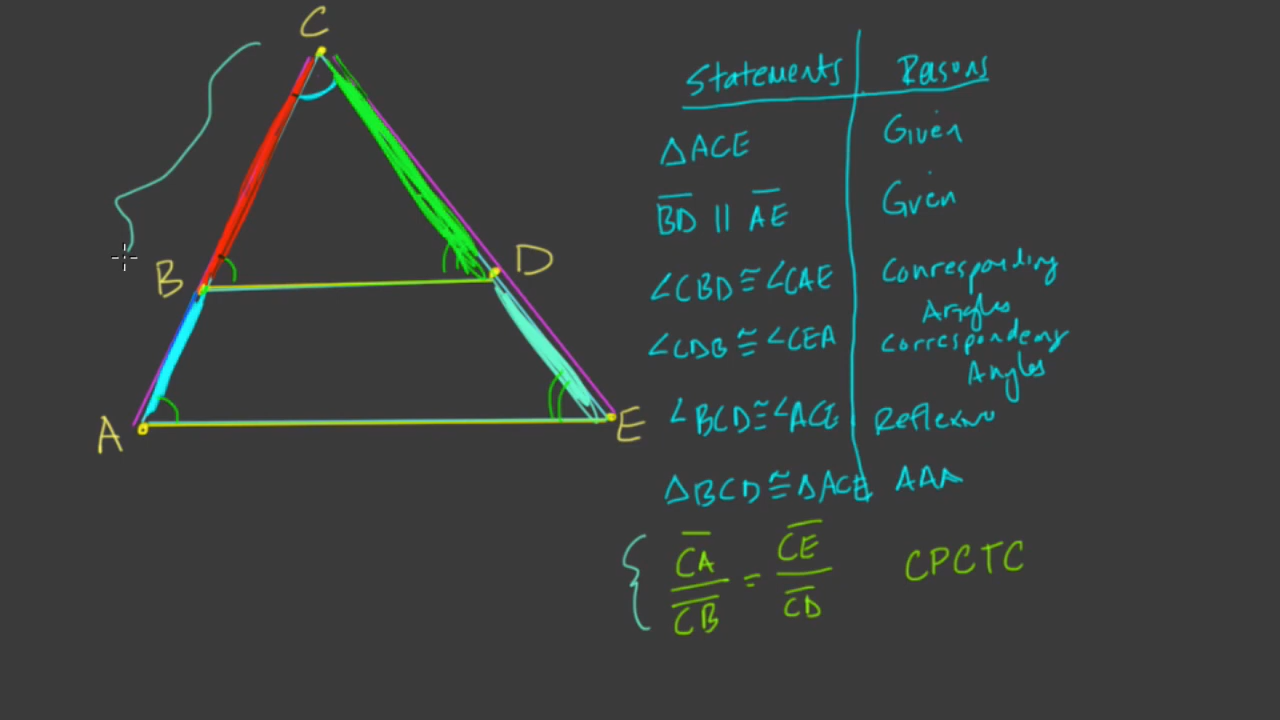 C
B
D
A
E
Statements Reasons
△ACE Given
BD || AE Given
∠CBD≅∠CAE Corresponding
Angles
∠CDB≅∠CEA Corresponding
Angles
∠BCD≅∠ACE
△BCD≅△ACE AAA
CA/CB = CE/CD CPCTC